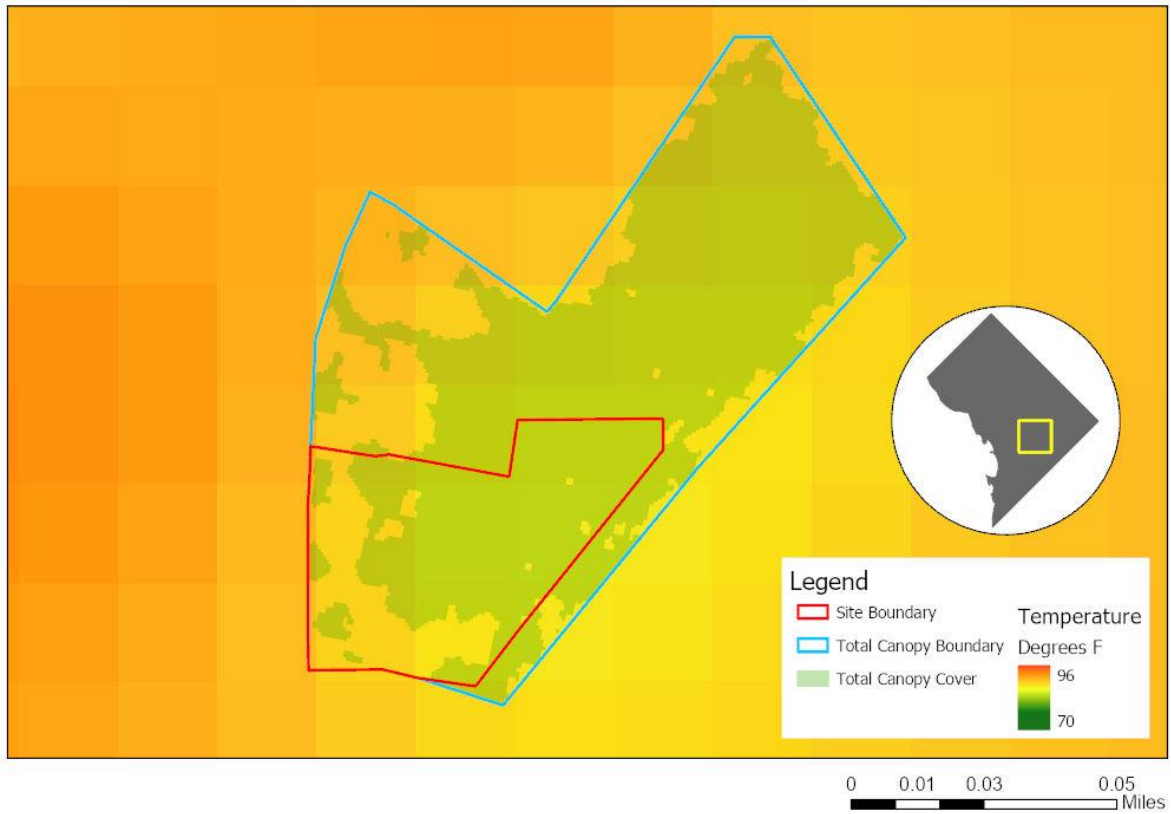 Legend
Site Boundary
Total Canopy Boundary
Total Canopy Cover
Temperature
Degrees F
96
70
0 0.01 0.03 0.05
Miles